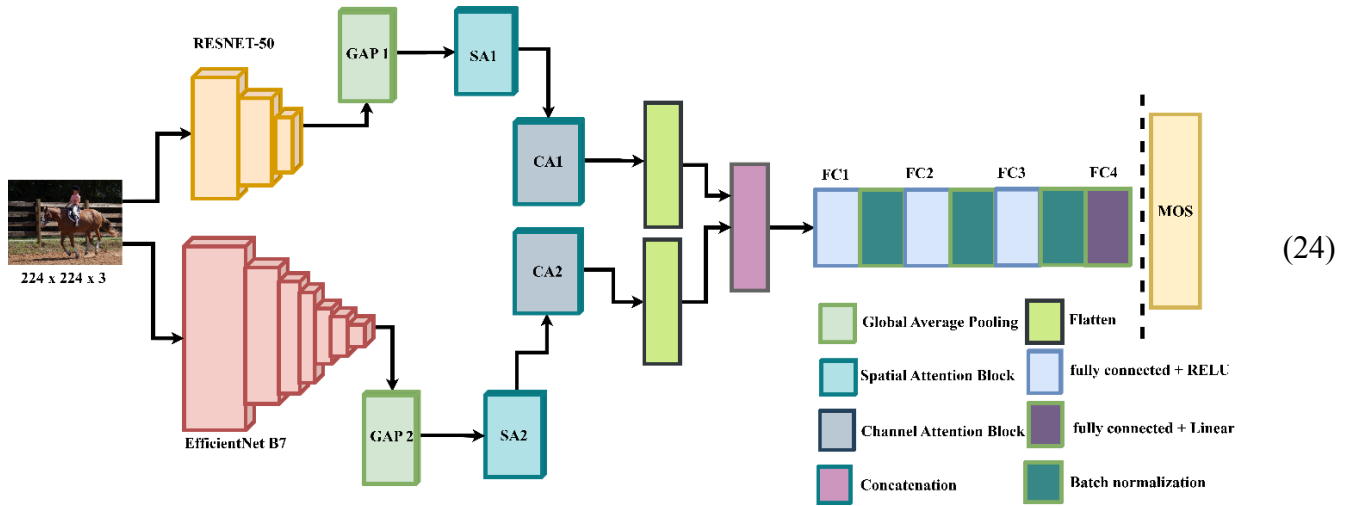 RESNET-50
GAP 1
SA1
CA1
224 x 224 x 3
EfficientNet B7
GAP 2
SA2
CA2
FC1
FC2
FC3
FC4
MOS
(24)
Global Average Pooling
Flatten
Spatial Attention Block
fully connected + RELU
Channel Attention Block
fully connected + Linear
Concatenation
Batch normalization